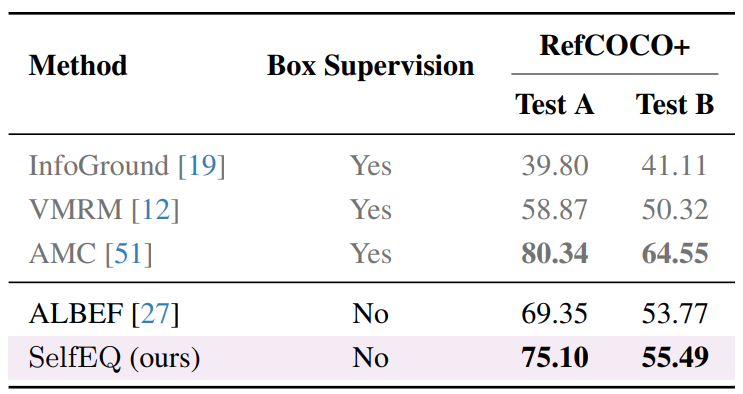 Method Box Supervision RefCOCO+
Test A Test B
InfoGround [19] Yes 39.80 41.11
VMRM [12] Yes 58.87 50.32
AMC [51] Yes 80.34 64.55
ALBEF [27] No 69.35 53.77
SelfEQ (ours) No 75.10 55.49